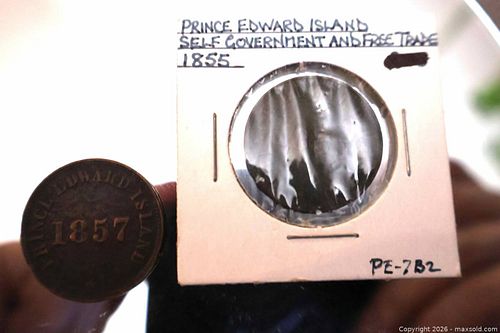 PRINCE EDWARD ISLAND
SELF GOVERNMENT AND FREE TRADE
1855
PRINCE EDWARD ISLAND
1857
PE-7B2
Copyright 2026 - maxsold.com